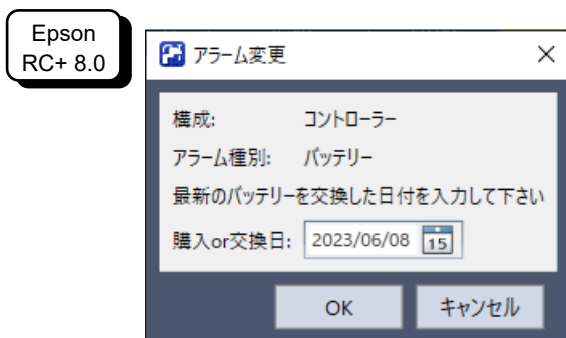 Epson
RC+ 8.0
アラーム変更
構成: コントローラー
アラーム種別: バッテリー
最新のバッテリーを交換した日付を入力して下さい
購入or交換日: 2023/06/08 15
OK キャンセル